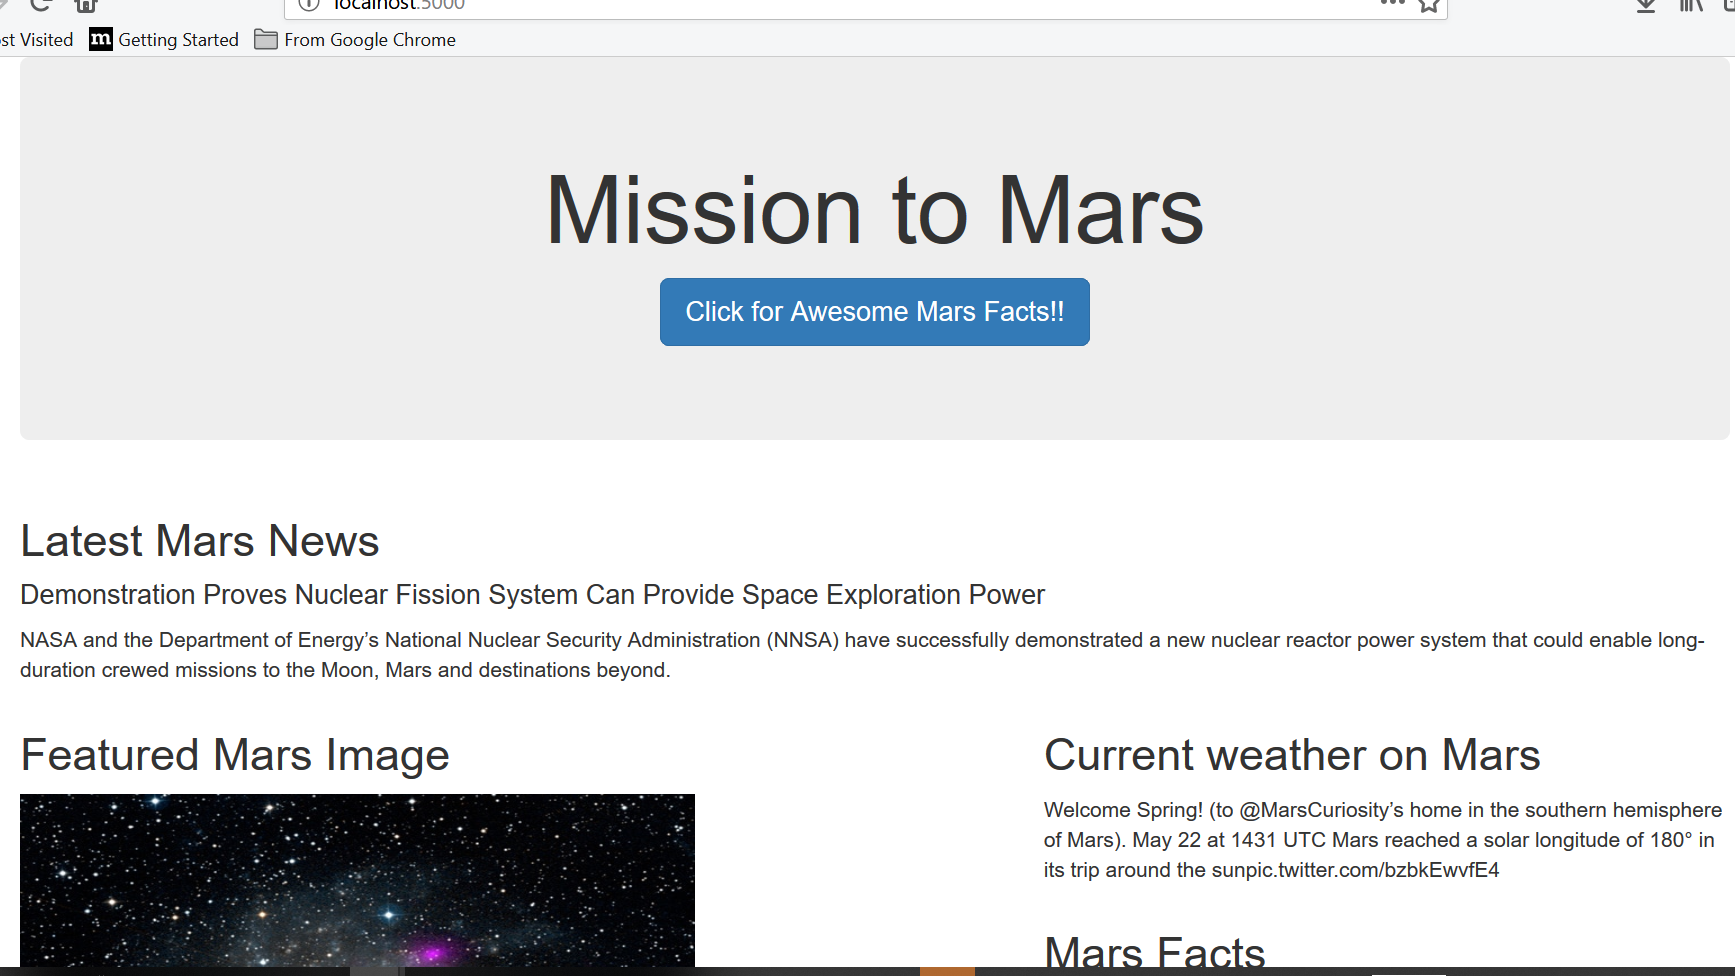 localhost:5000
st Visited
m Getting Started
From Google Chrome
Mission to Mars
Click for Awesome Mars Facts!!
Latest Mars News
Demonstration Proves Nuclear Fission System Can Provide Space Exploration Power
NASA and the Department of Energy’s National Nuclear Security Administration (NNSA) have successfully demonstrated a new nuclear reactor power system that could enable long-
duration crewed missions to the Moon, Mars and destinations beyond.
Featured Mars Image
Current weather on Mars
Welcome Spring! (to @MarsCuriosity’s home in the southern hemisphere
of Mars). May 22 at 1431 UTC Mars reached a solar longitude of 180° in
its trip around the sunpic.twitter.com/bzbkEwvfE4
Mars Facts